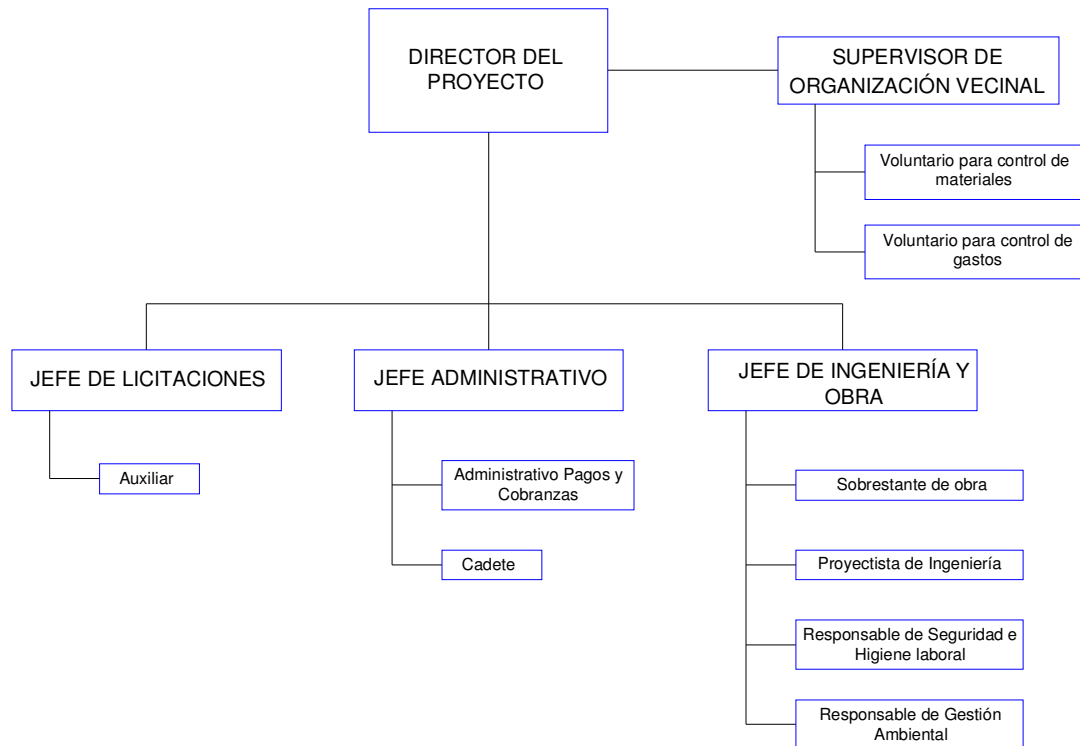 DIRECTOR DEL
PROYECTO
SUPERVISOR DE
ORGANIZACIÓN VECINAL
Voluntario para control de
materiales
Voluntario para control de
gastos
JEFE DE LICITACIONES
Auxiliar
JEFE ADMINISTRATIVO
Administrativo Pagos y
Cobranzas
Cadete
JEFE DE INGENIERÍA Y
OBRA
Sobrestante de obra
Proyectista de Ingeniería
Responsable de Seguridad e
Higiene laboral
Responsable de Gestión
Ambiental